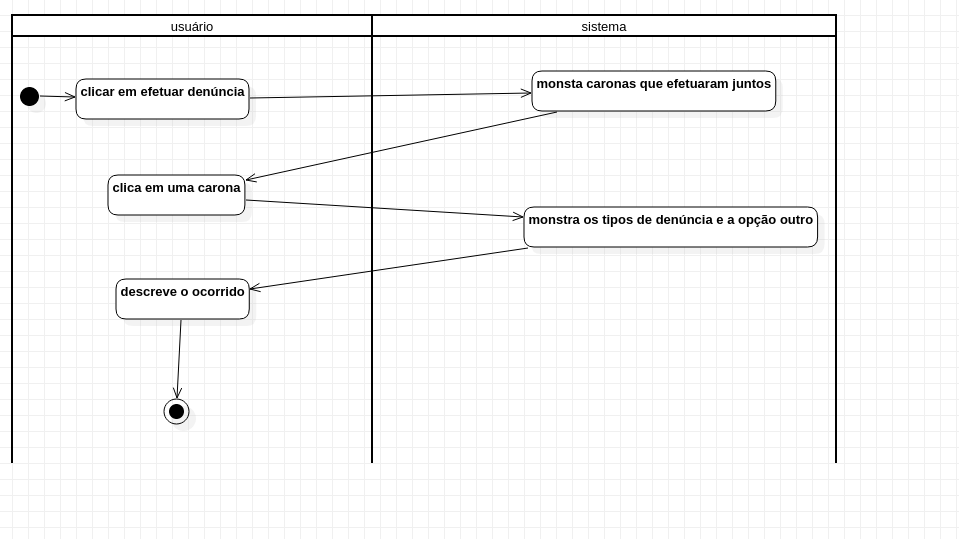 usuário
sistema
clicar em efetuar denúncia
monsta caronas que efetuaram juntos
clica em uma carona
monstra os tipos de denúncia e a opção outro
descreve o ocorrido